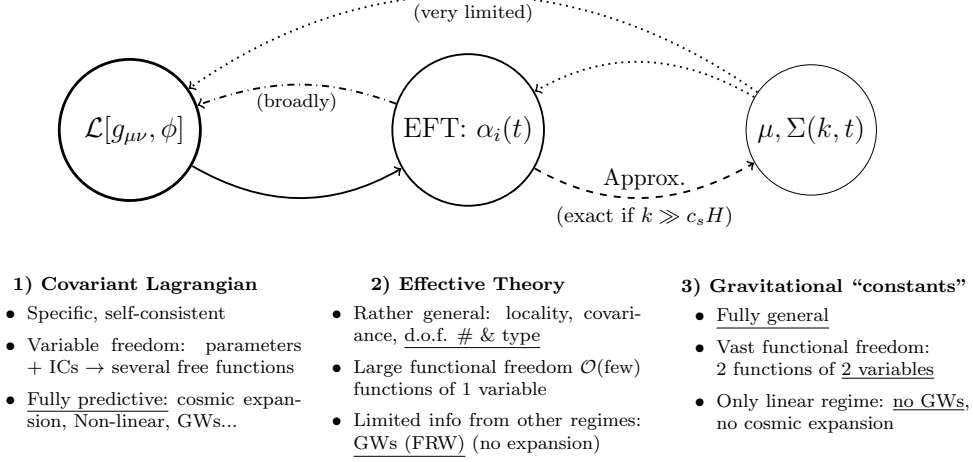 (very limited)
(broadly)
ℒ[g_{μν}, ϕ]
EFT: α_i(t)
μ, Σ(k, t)
Approx.
(exact if k ≫ c_s H)
1) Covariant Lagrangian
• Specific, self-consistent
• Variable freedom: parameters
+ ICs → several free functions
• Fully predictive: cosmic expan-
sion, Non-linear, GWs...
2) Effective Theory
• Rather general: locality, covari-
ance, d.o.f. # & type
• Large functional freedom 𝒪(few)
functions of 1 variable
• Limited info from other regimes:
GWs (FRW) (no expansion)
3) Gravitational “constants”
• Fully general
• Vast functional freedom:
2 functions of 2 variables
• Only linear regime: no GWs,
no cosmic expansion